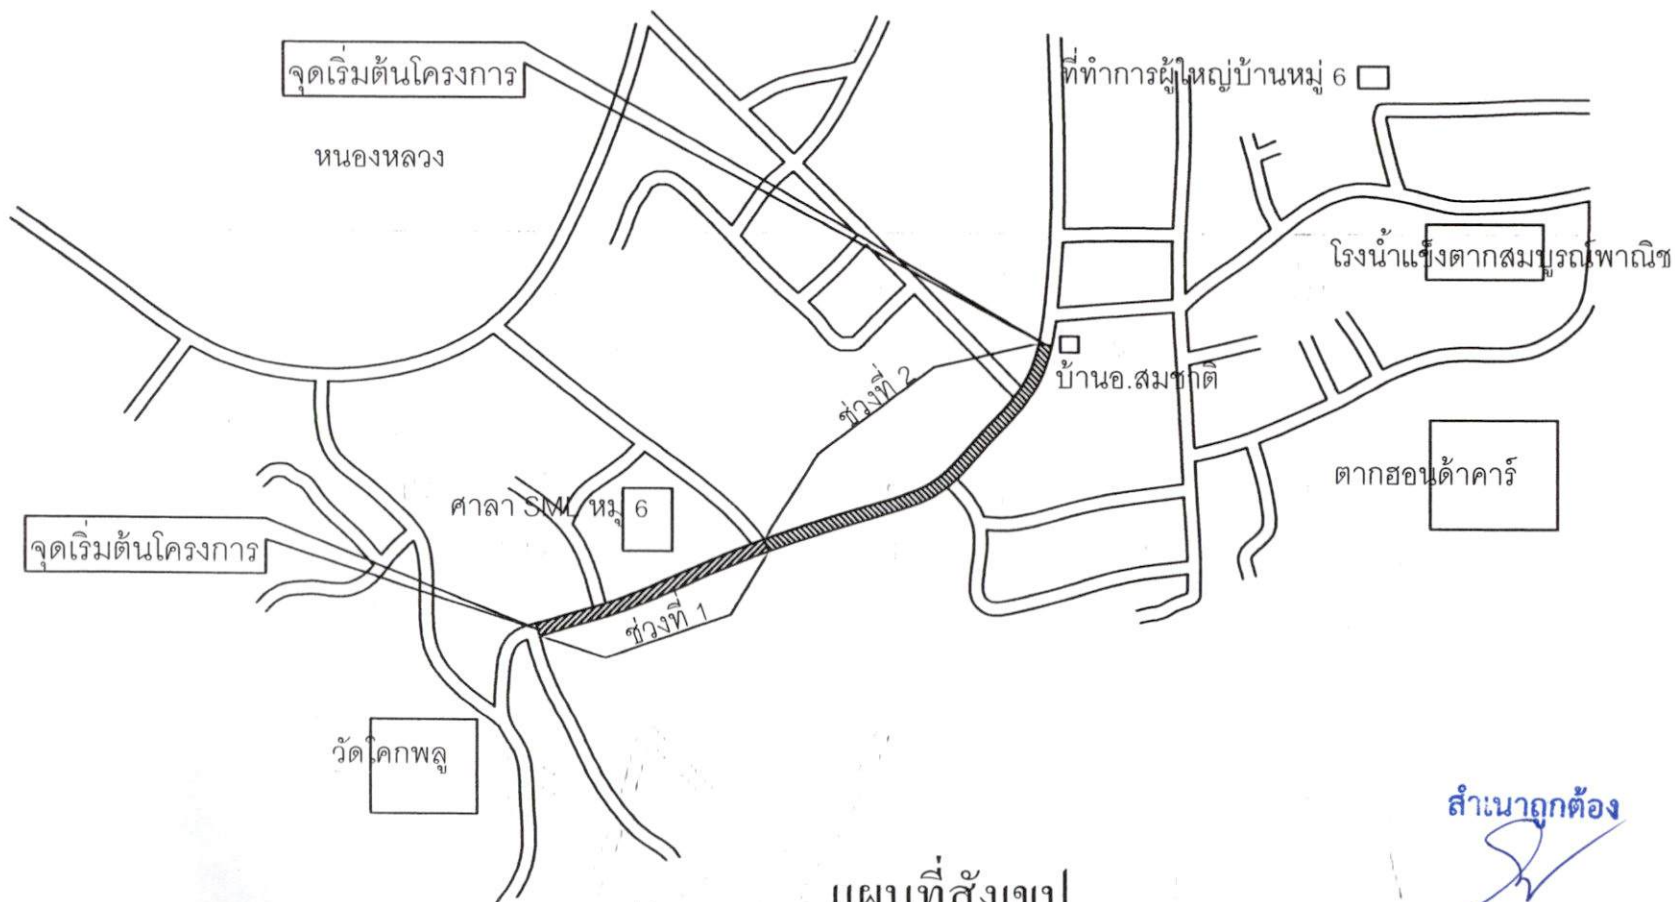 จุดเริ่มต้นโครงการ
ที่ทำการผู้ใหญ่บ้านหมู่ 6
หนองหลวง
โรงน้ำแข็งตากสมบูรณ์พาณิช
บ้านอ.สมชาติ
ช่วงที่ 2
ตากฮอนด้าคาร์
ศาลา SML หมู่ 6
จุดเริ่มต้นโครงการ
ช่วงที่ 1
วัดโคกพลู
สำเนาถูกต้อง
แผนที่สังเขป